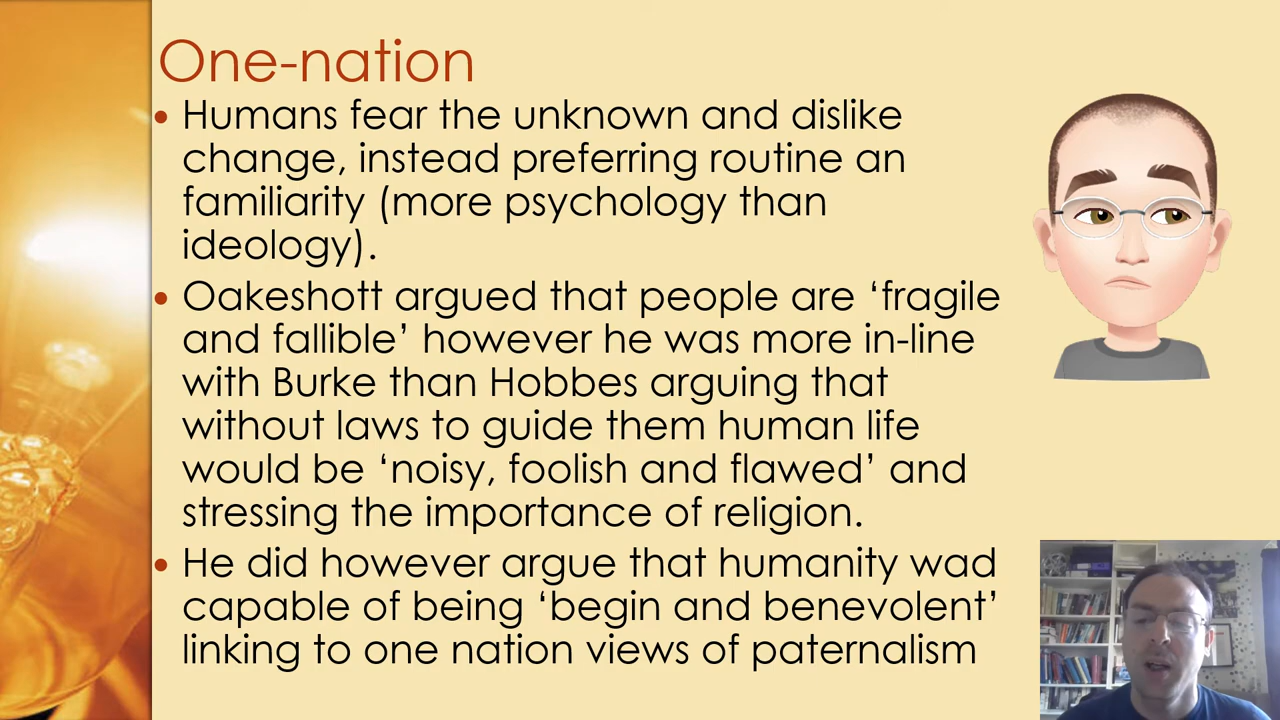 One-nation
• Humans fear the unknown and dislike
change, instead preferring routine an
familiarity (more psychology than
ideology).
• Oakeshott argued that people are ‘fragile
and fallible’ however he was more in-line
with Burke than Hobbes arguing that
without laws to guide them human life
would be ‘noisy, foolish and flawed’ and
stressing the importance of religion.
• He did however argue that humanity wad
capable of being ‘begin and benevolent’
linking to one nation views of paternalism